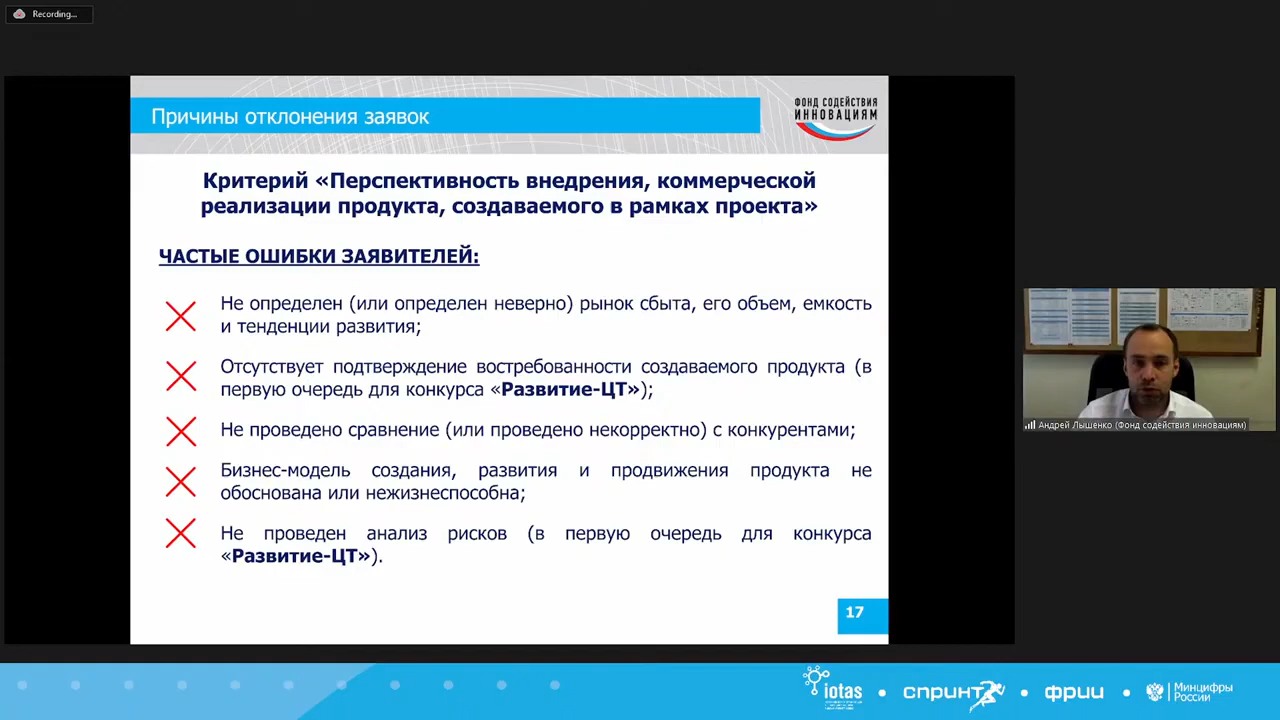 Recording...
Причины отклонения заявок
ФОНД СОДЕЙСТВИЯ
ИННОВАЦИЯМ
Критерий «Перспективность внедрения, коммерческой
реализации продукта, создаваемого в рамках проекта»
ЧАСТЫЕ ОШИБКИ ЗАЯВИТЕЛЕЙ:
Не определен (или определен неверно) рынок сбыта, его объем, емкость
и тенденции развития;
Отсутствует подтверждение востребованности создаваемого продукта (в
первую очередь для конкурса «Развитие-ЦТ»);
Не проведено сравнение (или проведено некорректно) с конкурентами;
Бизнес-модель создания, развития и продвижения продукта не
обоснована или нежизнеспособна;
Не проведен анализ рисков (в первую очередь для конкурса
«Развитие-ЦТ»).
17
Андрей Лышенко (Фонд содействия инновациям)
iotas
спринт
фрии
Минцифры
России